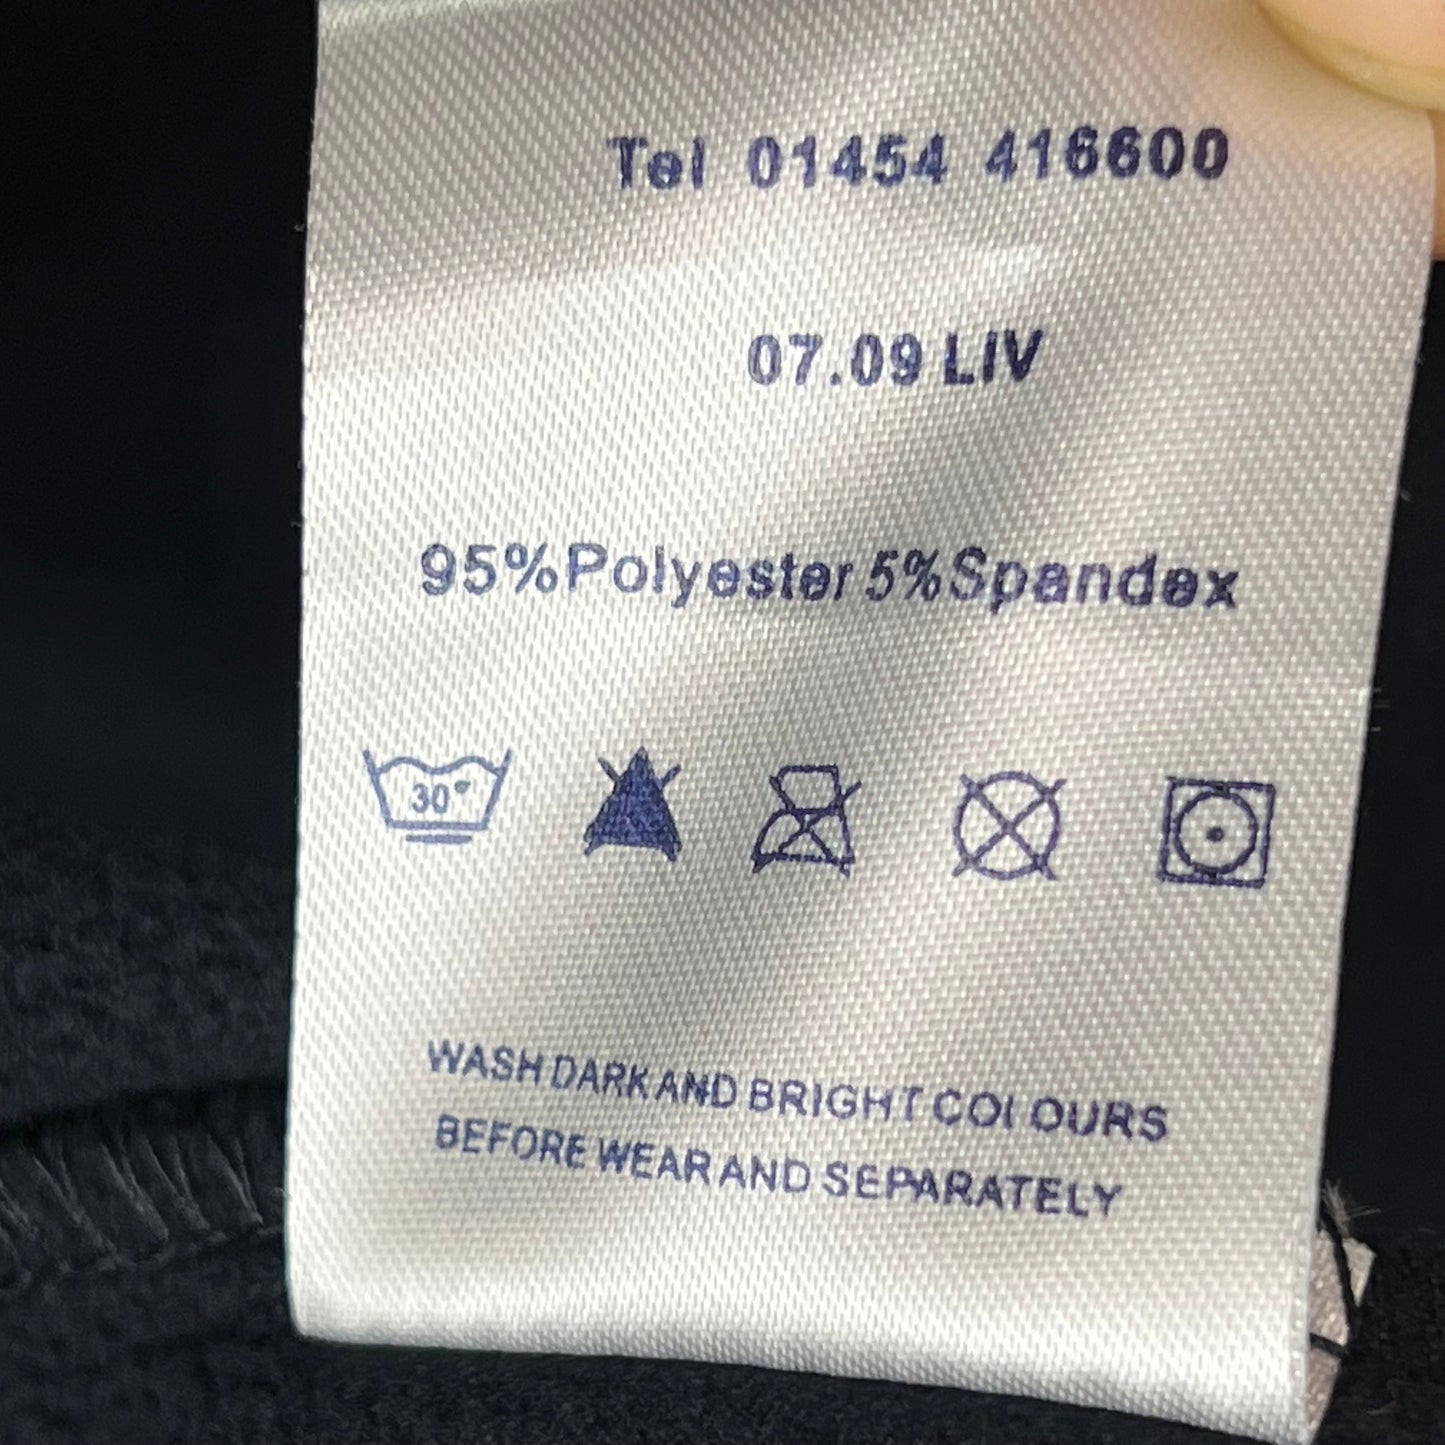 Tel 01454 416600
07.09 LIV
95%Polyester 5%Spandex
30°
WASH DARK AND BRIGHT COLOURS
BEFORE WEAR AND SEPARATELY